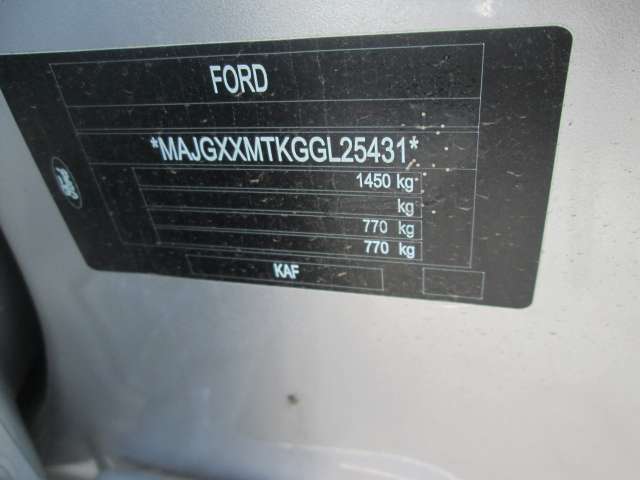 FORD
*MAJGXXMTKGGL25431*
1450 kg
kg
770 kg
770 kg
KAF